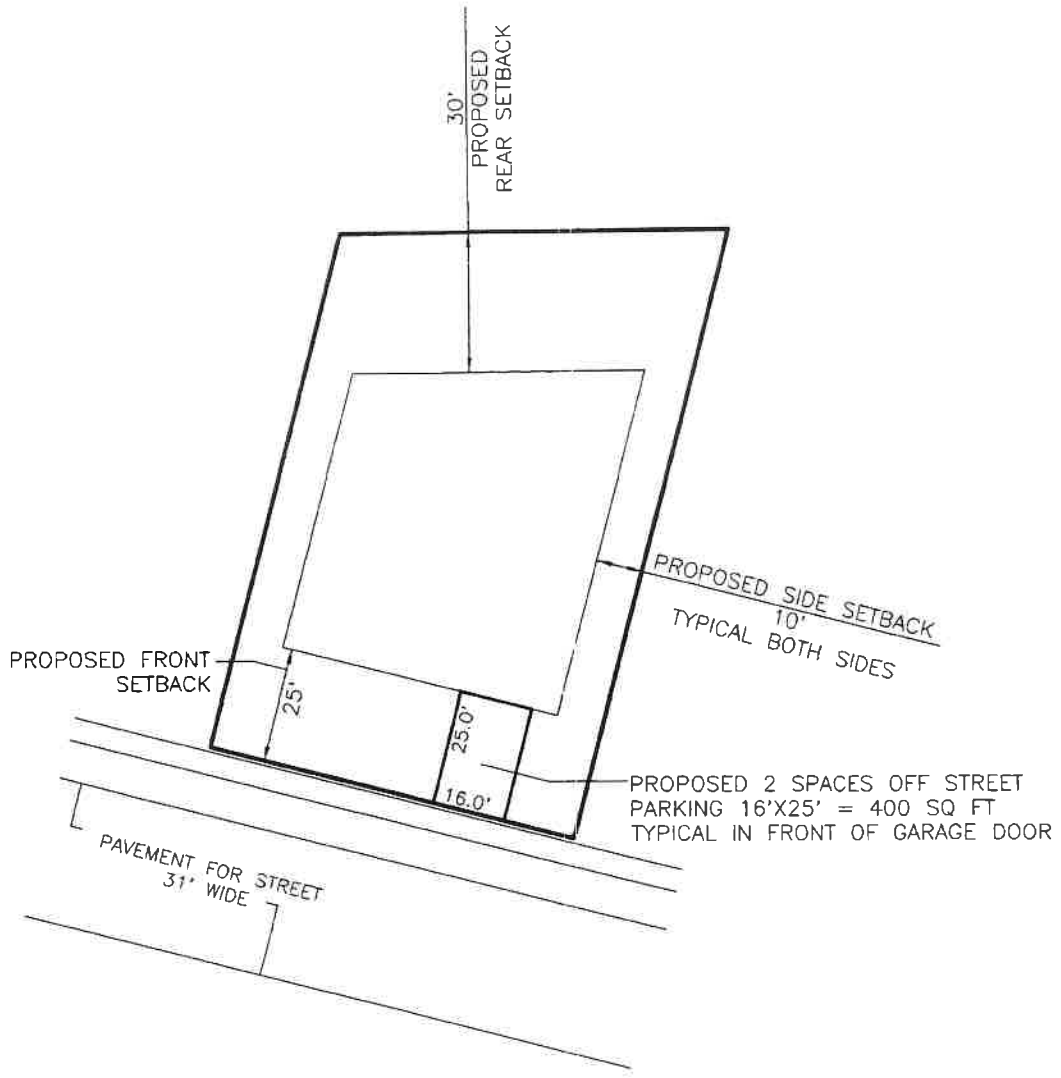 30'
PROPOSED
REAR SETBACK
PROPOSED SIDE SETBACK
10'
TYPICAL BOTH SIDES
PROPOSED FRONT
SETBACK
25'
25.0'
16.0'
PROPOSED 2 SPACES OFF STREET
PARKING 16'X25' = 400 SQ FT
TYPICAL IN FRONT OF GARAGE DOOR
PAVEMENT FOR STREET
31' WIDE